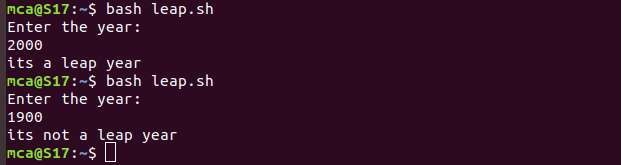 mca@S17:~$ bash leap.sh
Enter the year:
2000
its a leap year
mca@S17:~$ bash leap.sh
Enter the year:
1900
its not a leap year
mca@S17:~$